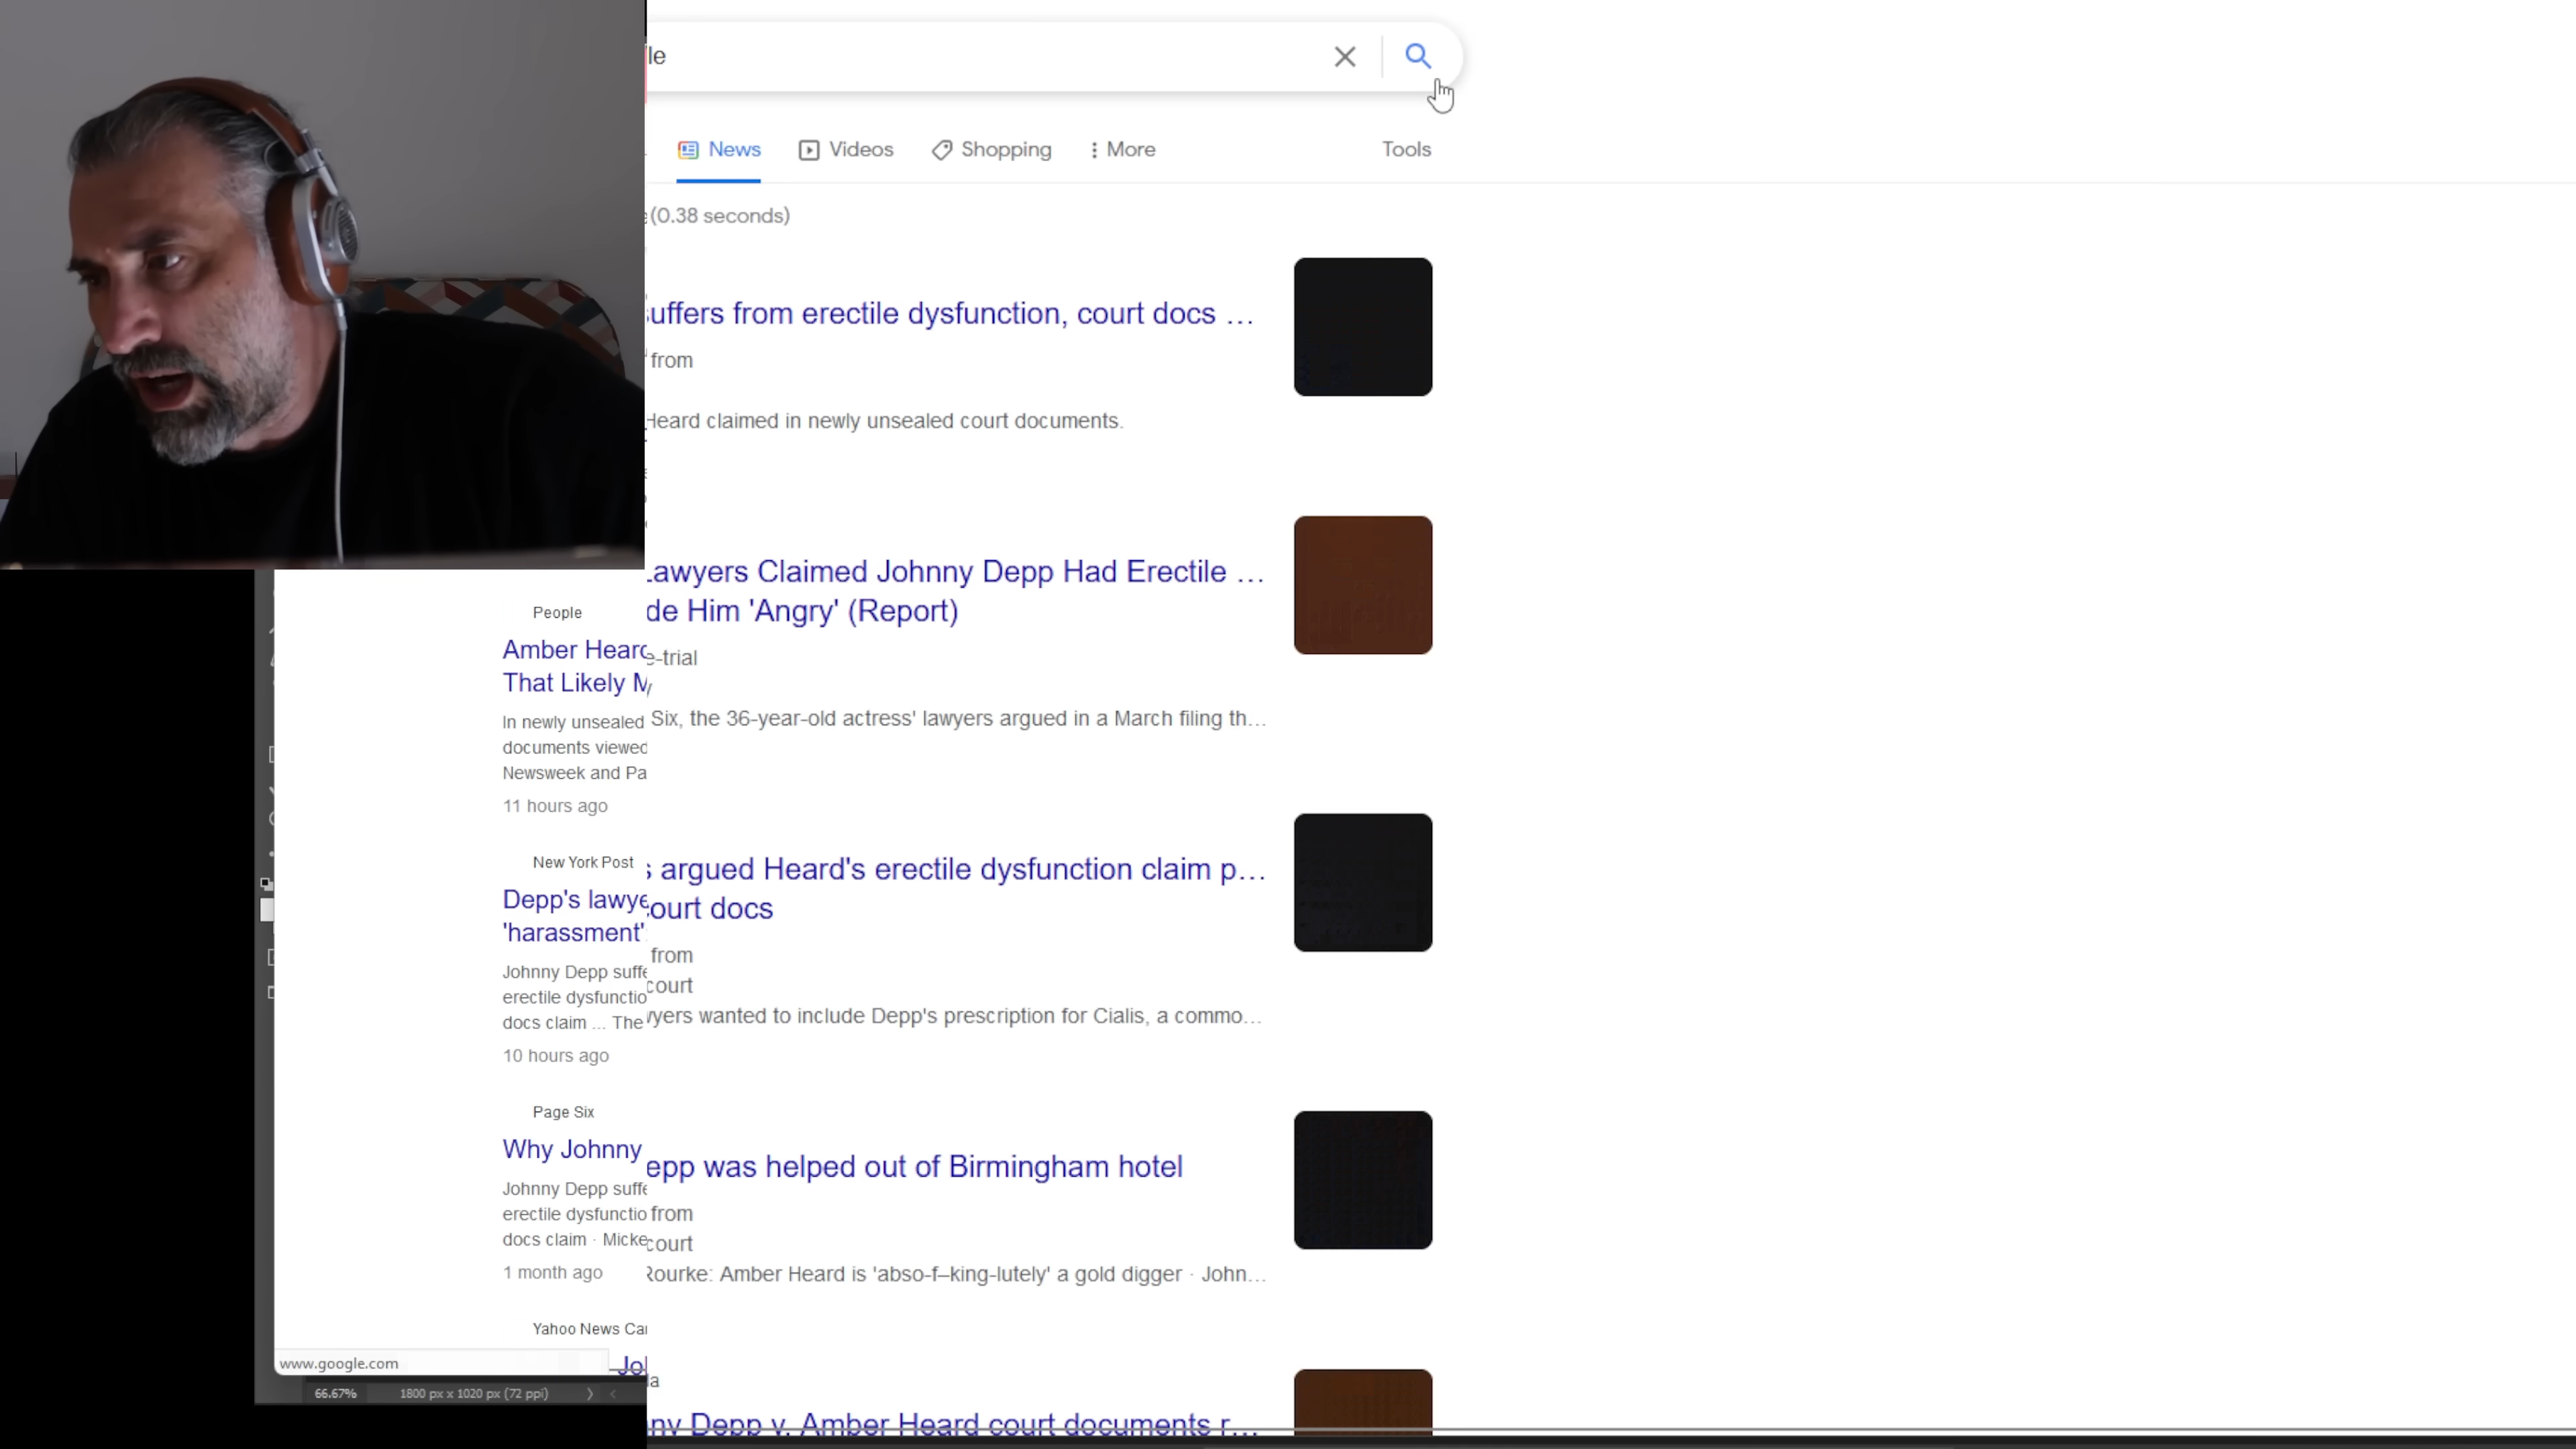 le
News
Videos
Shopping
More
Tools
(0.38 seconds)
uffers from erectile dysfunction, court docs ...
from
Heard claimed in newly unsealed court documents.
Lawyers Claimed Johnny Depp Had Erectile ...
de Him 'Angry' (Report)
e-trial
Six, the 36-year-old actress' lawyers argued in a March filing th...
s argued Heard's erectile dysfunction claim p...
court docs
from
court
yers wanted to include Depp's prescription for Cialis, a commo...
epp was helped out of Birmingham hotel
from
court
Rourke: Amber Heard is 'abso-f–king-lutely' a gold digger · John...
ny Depp v. Amber Heard court documents r...
People
Amber Heard
That Likely M
In newly unsealed
documents viewed
Newsweek and Pa
11 hours ago
New York Post
Depp's lawye
'harassment'
Johnny Depp suffe
erectile dysfunctio
docs claim ... The
10 hours ago
Page Six
Why Johnny
Johnny Depp suffe
erectile dysfunctio
docs claim · Micke
1 month ago
Yahoo News Ca
Jo
www.google.com
66.67% 1800 px x 1020 px (72 ppi)